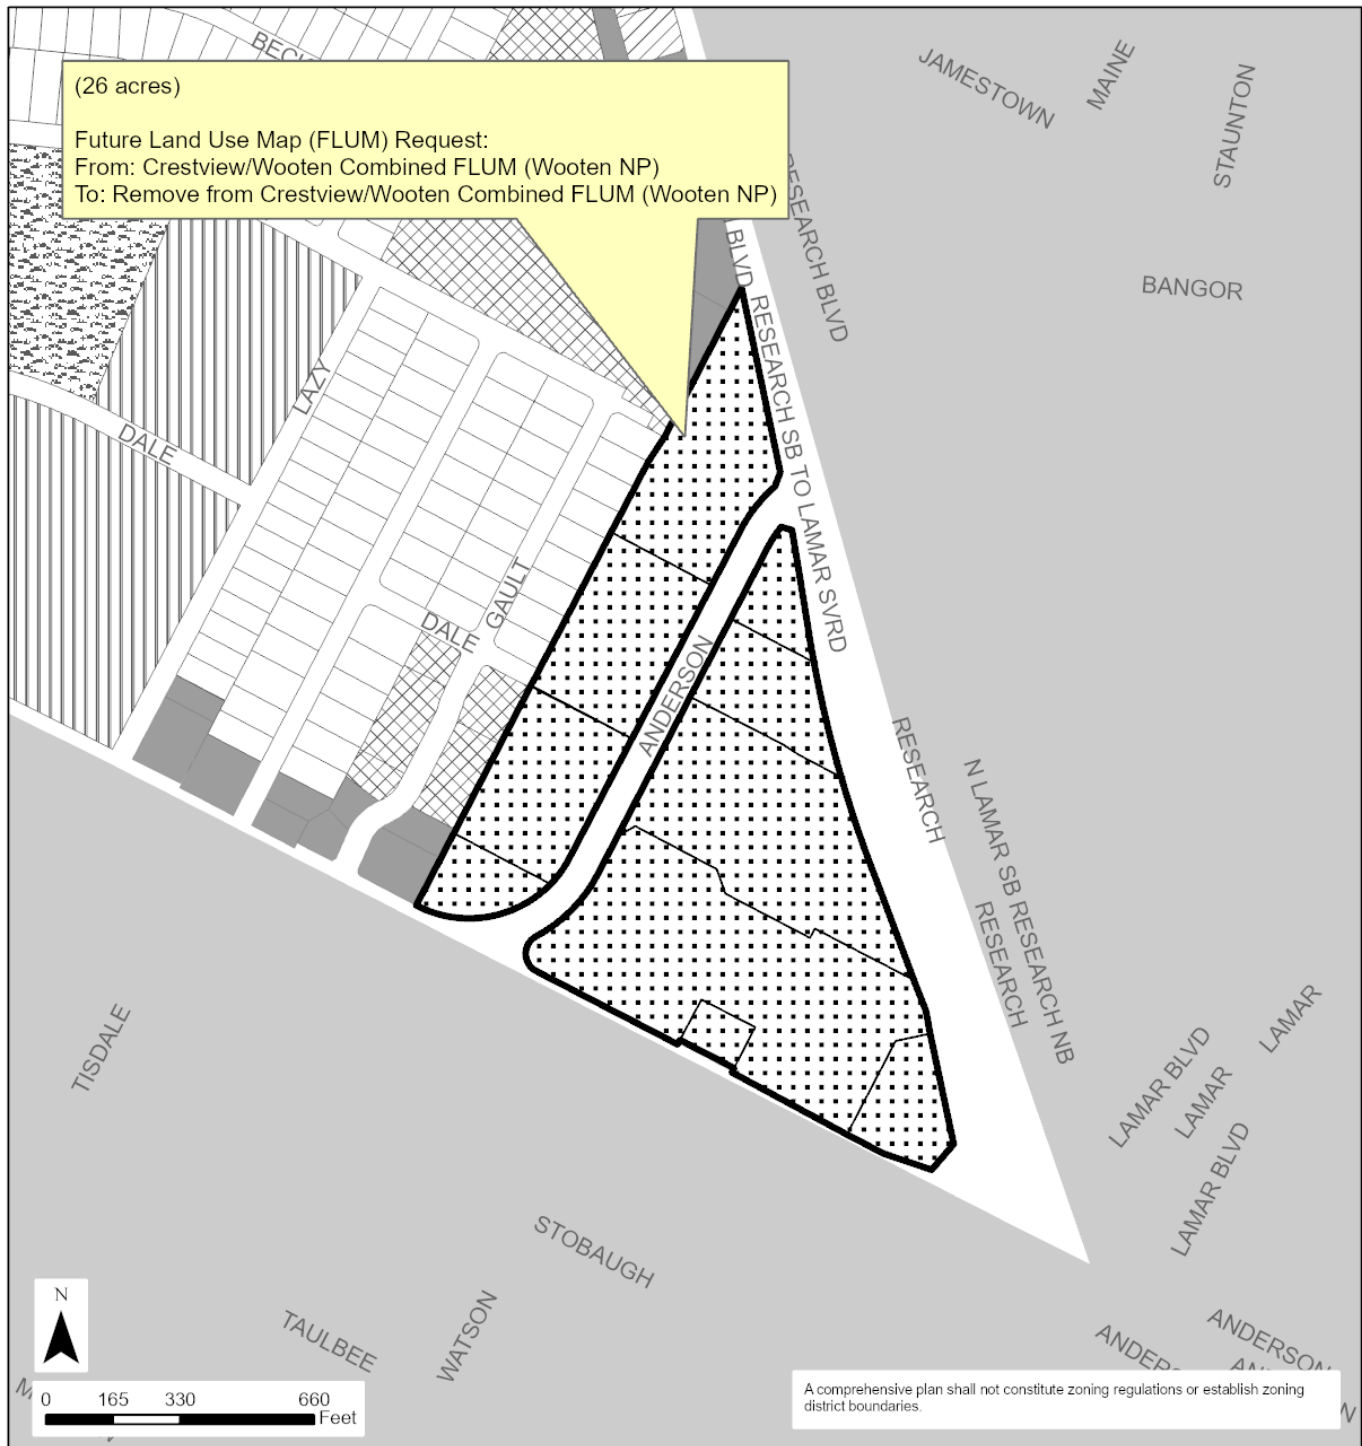 BECK
JAMESTOWN
MAINE
STAUNTON
(26 acres)
Future Land Use Map (FLUM) Request:
From: Crestview/Wooten Combined FLUM (Wooten NP)
To: Remove from Crestview/Wooten Combined FLUM (Wooten NP)
RESEARCH BLVD
BLVD
BANGOR
RESEARCH SB TO LAMAR SVRD
LAZY
DALE
GAULT
DALE
ANDERSON
RESEARCH
N LAMAR SB RESEARCH NB
RESEARCH
TISDALE
LAMAR
LAMAR BLVD
LAMAR
LAMAR BLVD
STOBAUGH
N
TAULBEE
WATSON
ANDERSON
0 165 330 660
Feet
A comprehensive plan shall not constitute zoning regulations or establish zoning
district boundaries.